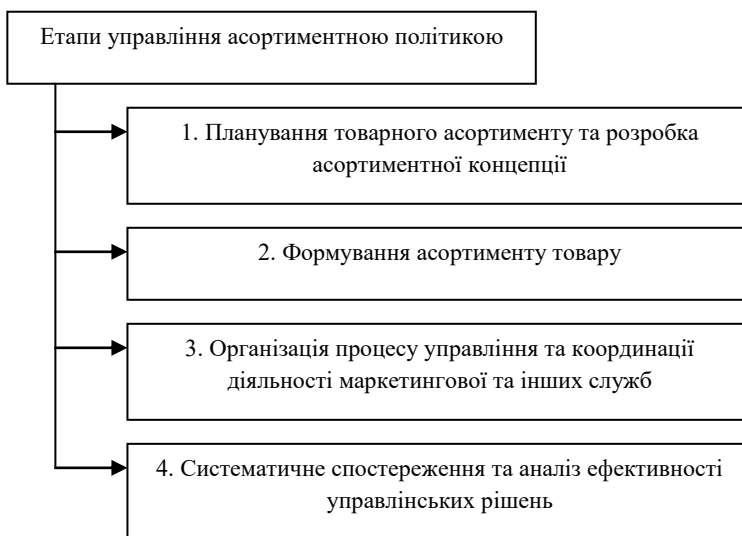 Етапи управління асортиментною політикою
1. Планування товарного асортименту та розробка
асортиментної концепції
2. Формування асортименту товару
3. Організація процесу управління та координації
діяльності маркетингової та інших служб
4. Систематичне спостереження та аналіз ефективності
управлінських рішень